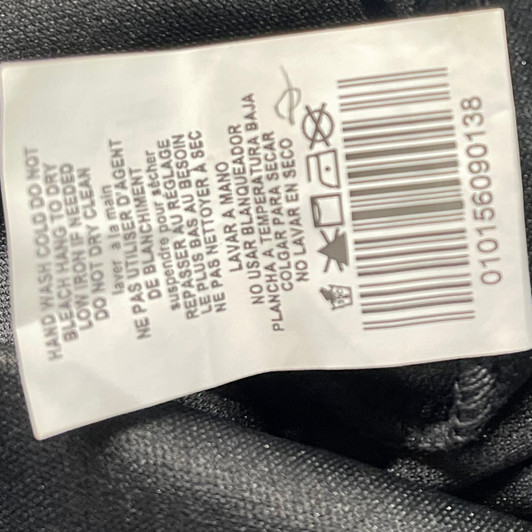 HAND WASH COLD DO NOT
BLEACH HANG TO DRY
LOW IRON IF NEEDED
DO NOT DRY CLEAN
laver à la main
NE PAS UTILISER D'AGENT
DE BLANCHIMENT
suspendre pour sécher
REPASSER AU RÉGLAGE
LE PLUS BAS AU BESOIN
NE PAS NETTOYER À SEC
LAVAR A MANO
NO USAR BLANQUEADOR
PLANCHA A TEMPERATURA BAJA
COLGAR PARA SECAR
NO LAVAR EN SECO
010156090138